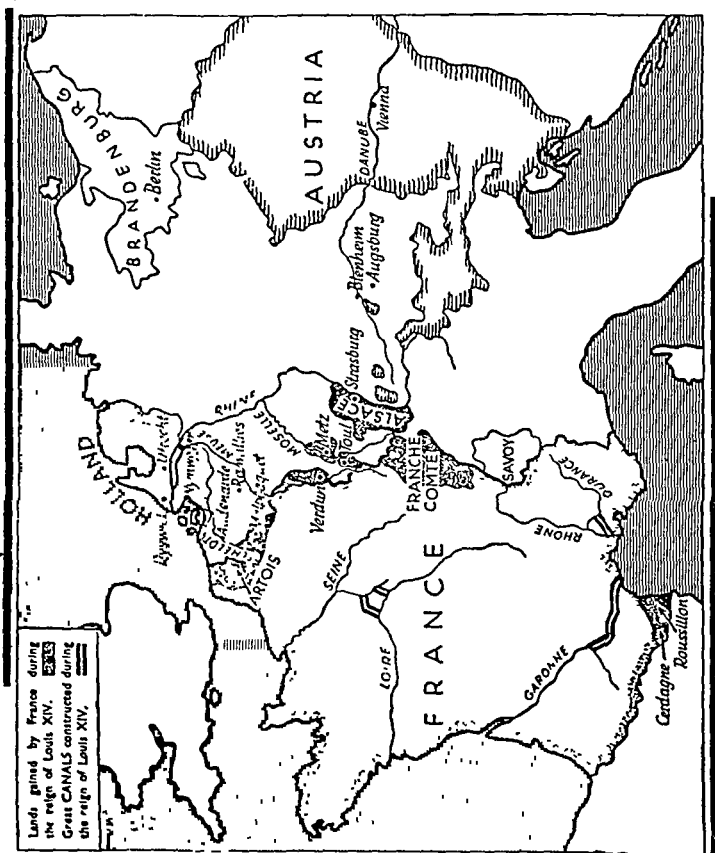 Lands gained by France during
the reign of Louis XIV.
Great CANALS constructed during
the reign of Louis XIV.
BRANDENBURG
Berlin
AUSTRIA
DANUBE
Vienna
Blenheim
Augsburg
HOLLAND
Utrecht
RHINE
MEUSE
MOSELLE
Ramillies
ARTOIS
Strasburg
ALSACE
Metz
Toul
Verdun
FRANCHE
COMTE
SAVOY
SEINE
LOIRE
FRANCE
RHONE
DURANCE
GARONNE
Cerdagne
Roussillon